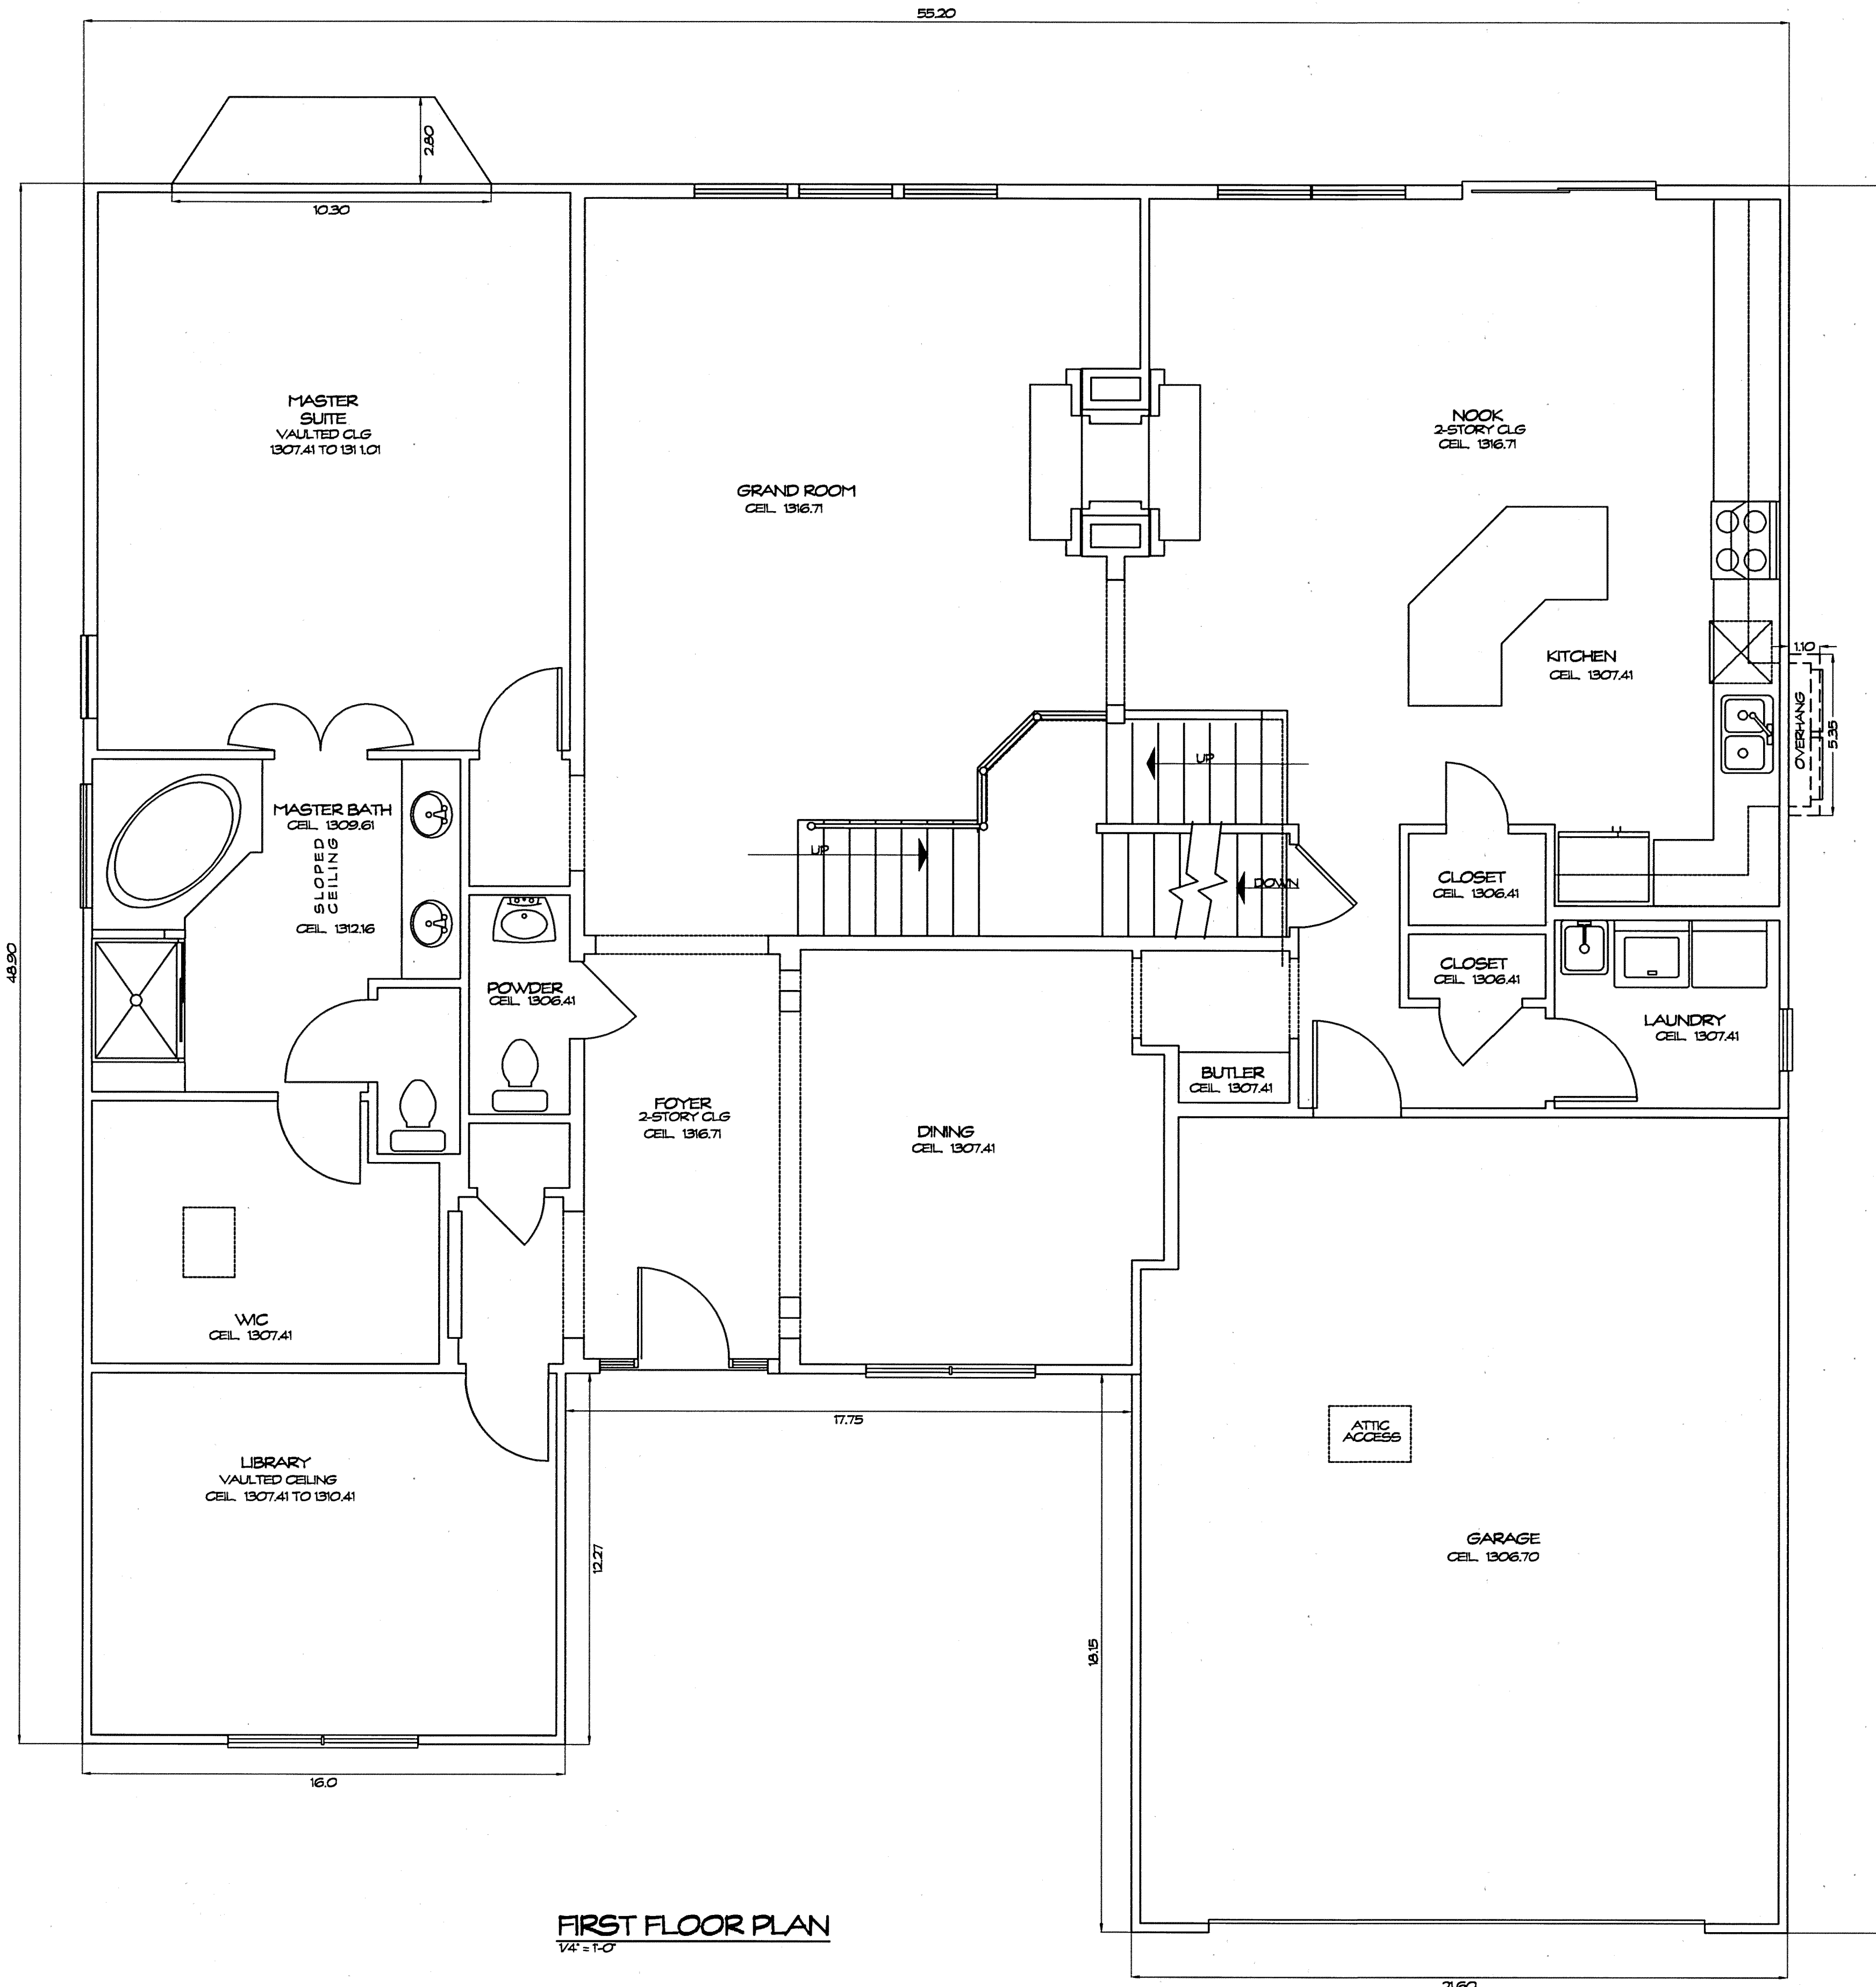 55.20
2.80
10.30
MASTER
SUITE
VAULTED CLG
1307.41 TO 1311.01
GRAND ROOM
CEIL. 1316.71
NOOK
2-STORY CLG
CEIL. 1316.71
KITCHEN
CEIL. 1307.41
1.10
OVERHANG
5.35
UP
UP
DOWN
MASTER BATH
CEIL. 1309.61
SLOPED
CEILING
CEIL. 1312.16
CLOSET
CEIL. 1306.41
CLOSET
CEIL. 1306.41
POWDER
CEIL. 1306.41
LAUNDRY
CEIL. 1307.41
48.90
BUTLER
CEIL. 1307.41
FOYER
2-STORY CLG
CEIL. 1316.71
DINING
CEIL. 1307.41
WIC
CEIL. 1307.41
17.75
ATTIC
ACCESS
LIBRARY
VAULTED CEILING
CEIL. 1307.41 TO 1310.41
12.27
GARAGE
CEIL. 1306.70
18.15
16.0
FIRST FLOOR PLAN
1/4" = 1'-0"